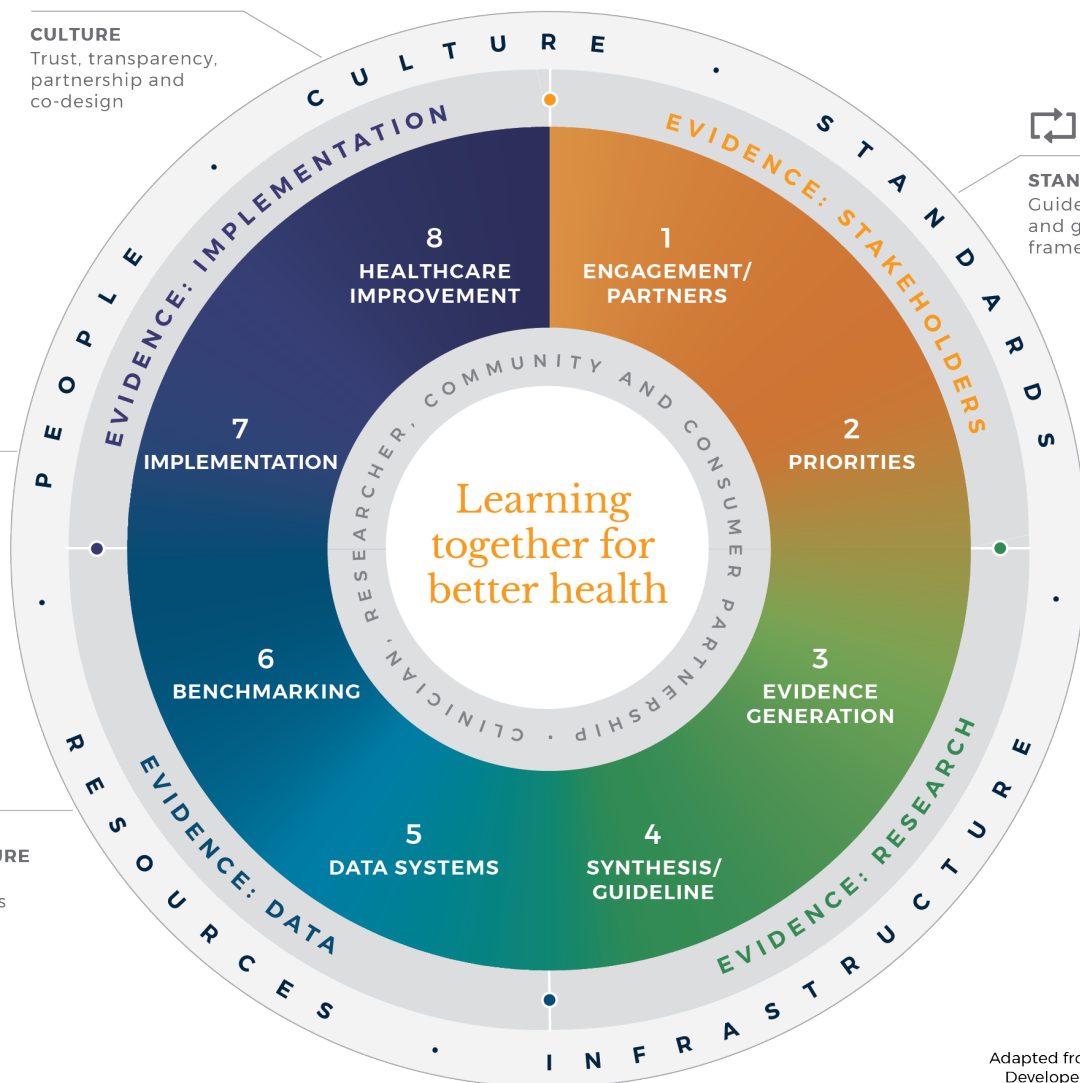 CULTURE
Trust, transparency,
partnership and
co-design
CULTURE
·
STANDARDS
·
INFRASTRUCTURE
·
RESOURCES
·
PEOPLE
·
EVIDENCE: IMPLEMENTATION
EVIDENCE: STAKEHOLDERS
EVIDENCE: RESEARCH
EVIDENCE: DATA
1
ENGAGEMENT/
PARTNERS
2
PRIORITIES
3
EVIDENCE
GENERATION
4
SYNTHESIS/
GUIDELINE
5
DATA SYSTEMS
6
BENCHMARKING
7
IMPLEMENTATION
8
HEALTHCARE
IMPROVEMENT
CLINICIAN, RESEARCHER, COMMUNITY AND CONSUMER PARTNERSHIP ·
Learning
together for
better health
and
Adapted